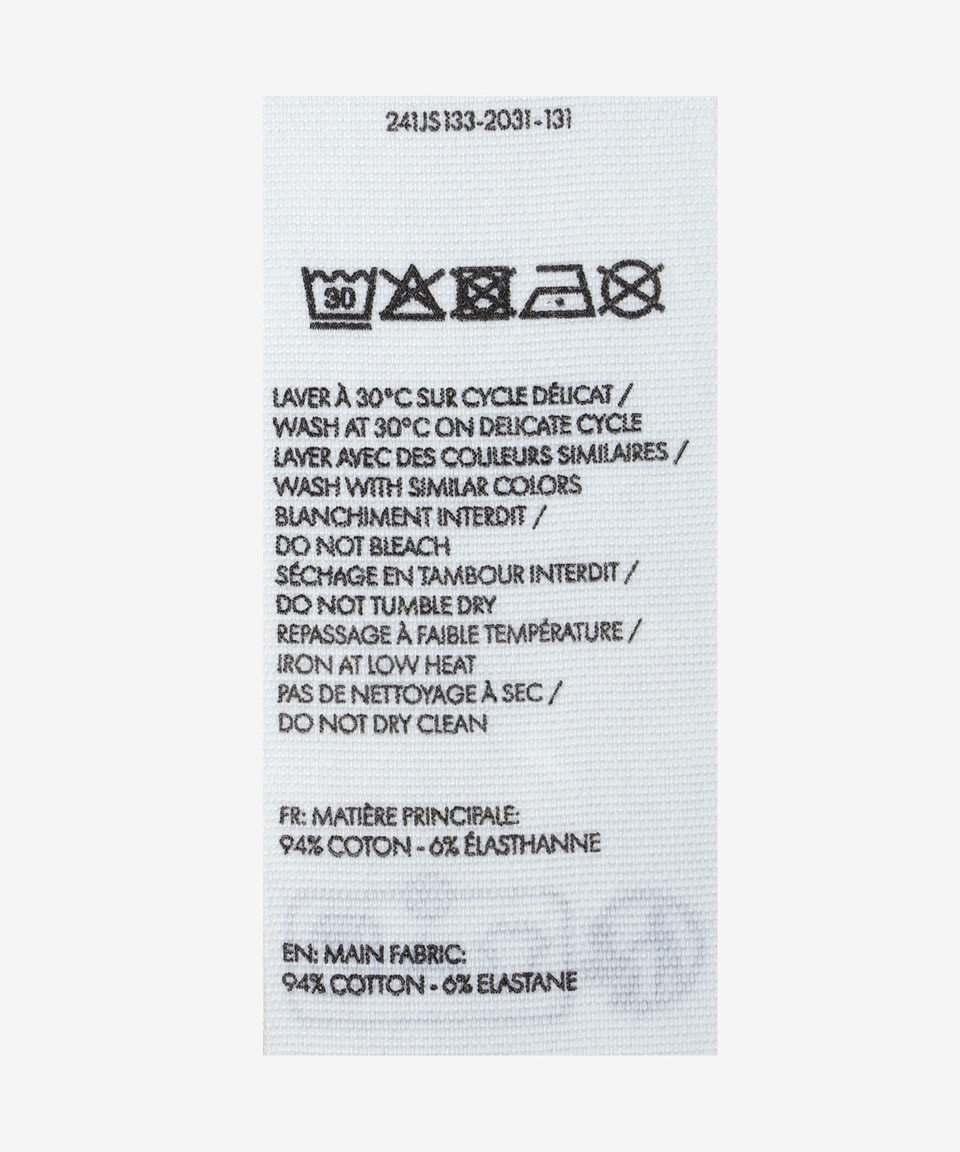 241JS133-2031-131
30
LAVER À 30°C SUR CYCLE DÉLICAT /
WASH AT 30°C ON DELICATE CYCLE
LAVER AVEC DES COULEURS SIMILAIRES /
WASH WITH SIMILAR COLORS
BLANCHIMENT INTERDIT /
DO NOT BLEACH
SÉCHAGE EN TAMBOUR INTERDIT /
DO NOT TUMBLE DRY
REPASSAGE À FAIBLE TEMPÉRATURE /
IRON AT LOW HEAT
PAS DE NETTOYAGE À SEC /
DO NOT DRY CLEAN
FR: MATIÈRE PRINCIPALE:
94% COTON - 6% ÉLASTHANNE
EN: MAIN FABRIC:
94% COTTON - 6% ELASTANE